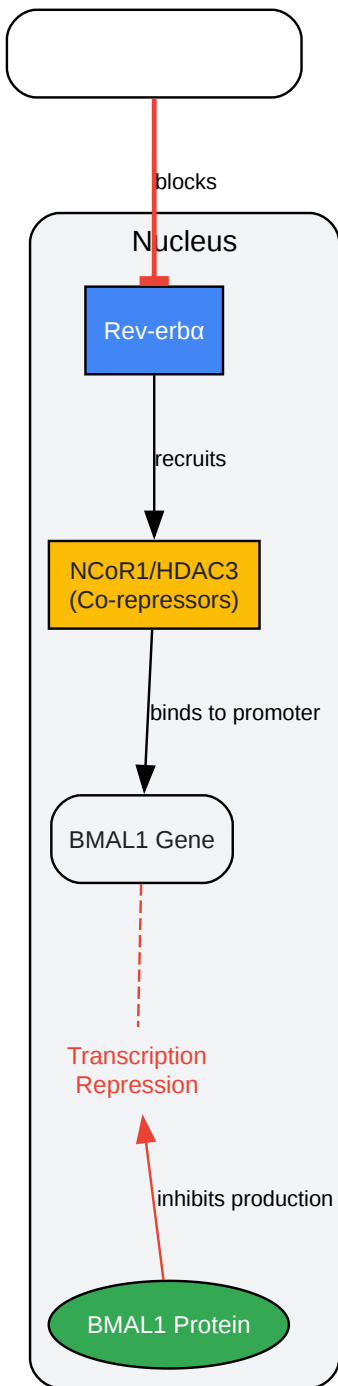 blocks
Nucleus
Rev-erbα
recruits
NCoR1/HDAC3
(Co-repressors)
binds to promoter
BMAL1 Gene
Transcription
Repression
inhibits production
BMAL1 Protein